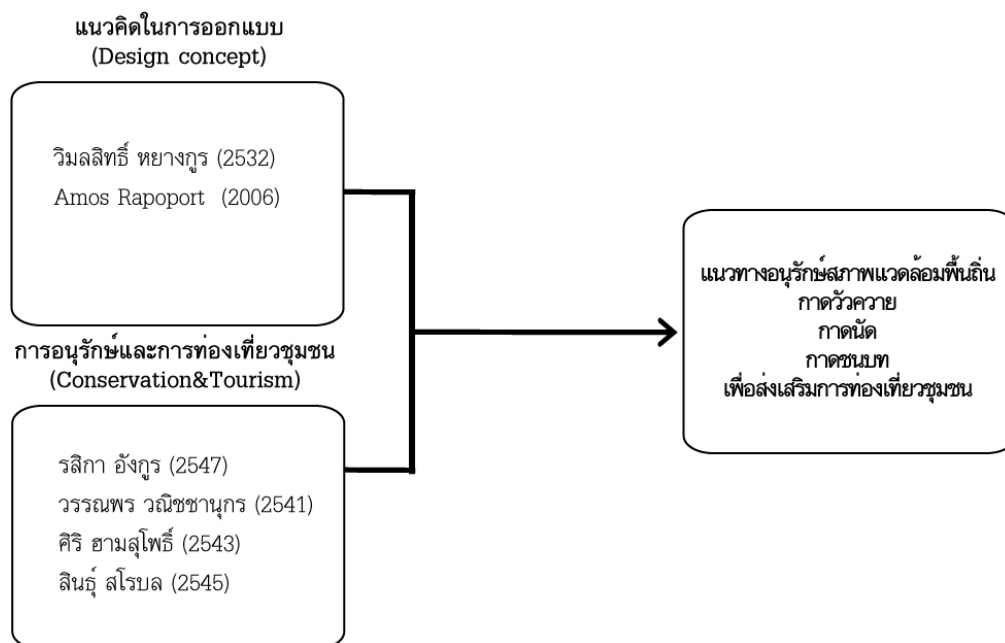 แนวคิดในการออกแบบ
(Design concept)
วิมลสิทธิ์ หยางกูร (2532)
Amos Rapoport (2006)
การอนุรักษ์และการท่องเที่ยวชุมชน
(Conservation&Tourism)
รสิกา อังกูร (2547)
วรรณพร วณิชชานุกร (2541)
ศิริ ฮามสุโพธิ์ (2543)
สินธุ์ สโรบล (2545)
แนวทางอนุรักษ์สภาพแวดล้อมพื้นถิ่น
กาดวัวควาย
กาดนัด
กาดชนบท
เพื่อส่งเสริมการท่องเที่ยวชุมชน